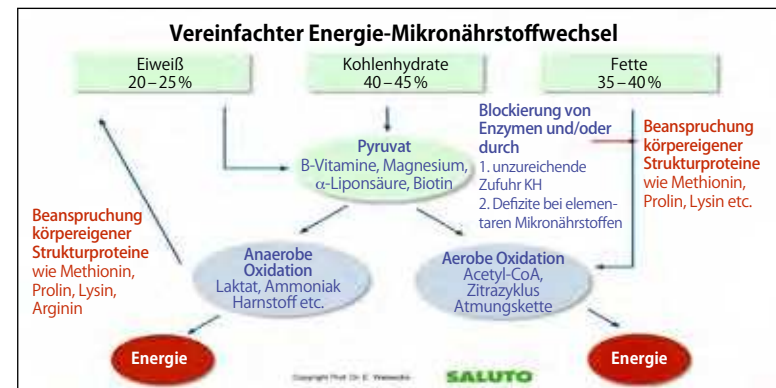 Vereinfachter Energie-Mikronährstoffwechsel
Eiweiß
20–25 %
Kohlenhydrate
40–45 %
Fette
35–40 %
Blockierung von
Enzymen und/oder
durch
1. unzureichende
Zufuhr KH
2. Defizite bei elemen-
taren Mikronährstoffen
Beanspruchung
körpereigener
Strukturproteine
wie Methionin,
Prolin, Lysin etc.
Pyruvat
B-Vitamine, Magnesium,
α-Liponsäure, Biotin
Beanspruchung
körpereigener
Strukturproteine
wie Methionin,
Prolin, Lysin,
Arginin
Anaerobe
Oxidation
Laktat, Ammoniak
Harnstoff etc.
Aerobe Oxidation
Acetyl-CoA,
Zitrazyklus
Atmungskette
Energie
Energie
Copyright Prof. Dr. E.
SALUTO